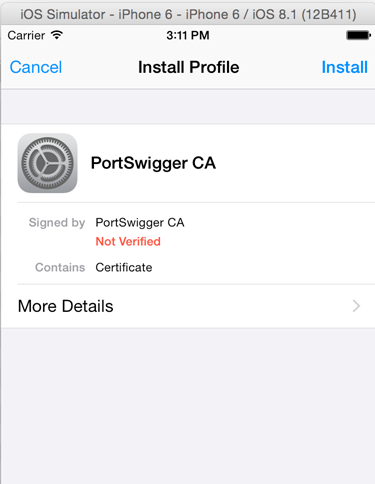 iOS Simulator - iPhone 6 - iPhone 6 / iOS 8.1 (12B411)
Carrier 3:11 PM
Cancel Install Profile Install
PortSwigger CA
Signed by PortSwigger CA
Not Verified
Contains Certificate
More Details